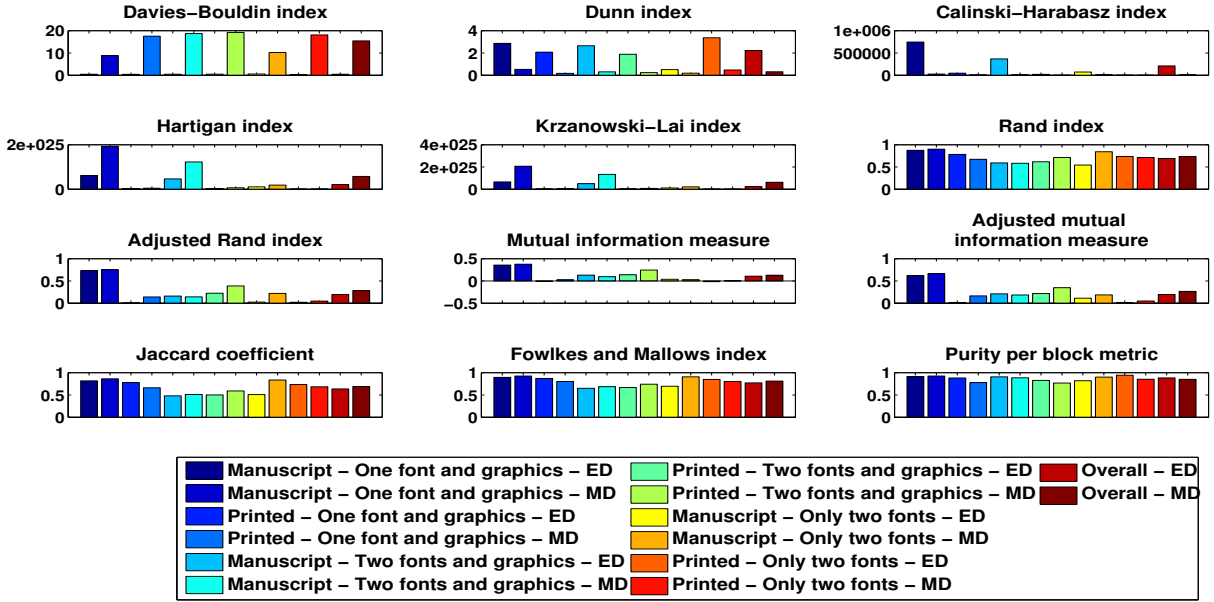 Davies−Bouldin index
20
10
0
Dunn index
4
2
0
Calinski−Harabasz index
1e+006
500000
0
Hartigan index
2e+025
0
Krzanowski−Lai index
4e+025
2e+025
0
Rand index
1
0.5
0
Adjusted Rand index
1
0.5
0
Mutual information measure
0.5
0
−0.5
Adjusted mutual
information measure
1
0.5
0
Jaccard coefficient
1
0.5
0
Fowlkes and Mallows index
1
0.5
0
Purity per block metric
1
0.5
0
Manuscript − One font and graphics − ED
Manuscript − One font and graphics − MD
Printed − One font and graphics − ED
Printed − One font and graphics − MD
Manuscript − Two fonts and graphics − ED
Manuscript − Two fonts and graphics − MD
Printed − Two fonts and graphics − ED
Printed − Two fonts and graphics − MD
Manuscript − Only two fonts − ED
Manuscript − Only two fonts − MD
Printed − Only two fonts − ED
Printed − Only two fonts − MD
Overall − ED
Overall − MD